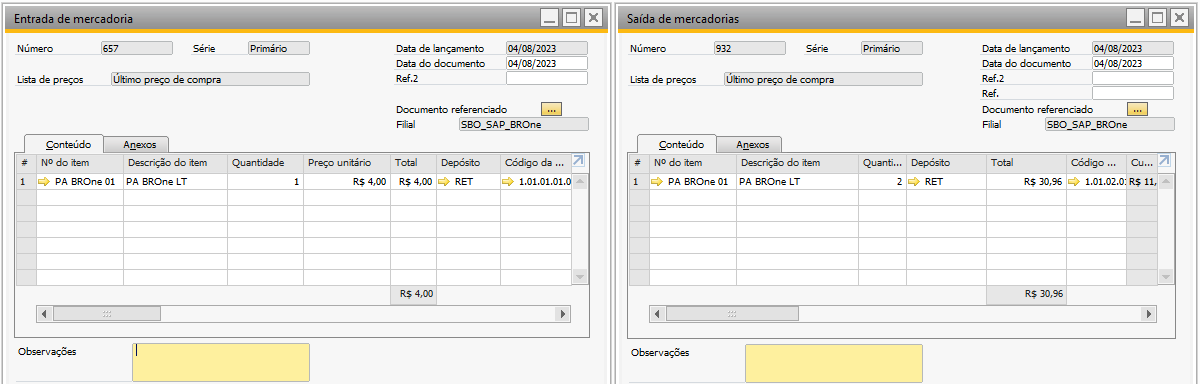 Entrada de mercadoria
Número 657 Série Primário Data de lançamento 04/08/2023
Data do documento 04/08/2023
Lista de preços Último preço de compra Ref.2
Documento referenciado ...
Filial SBO_SAP_BROne
Conteúdo Anexos
# Nº do item Descrição do item Quantidade Preço unitário Total Depósito Código da ...
1 PA BROne 01 PA BROne LT 1 R$ 4,00 R$ 4,00 RET 1.01.01.01.0
R$ 4,00
Observações
Saída de mercadorias
Número 932 Série Primário Data de lançamento 04/08/2023
Data do documento 04/08/2023
Lista de preços Último preço de compra Ref.2
Ref.
Documento referenciado ...
Filial SBO_SAP_BROne
Conteúdo Anexos
# Nº do item Descrição do item Quanti... Depósito Total Código ... Cu...
1 PA BROne 01 PA BROne LT 2 RET R$ 30,96 1.01.02.01 R$ 11,
R$ 30,96
Observações